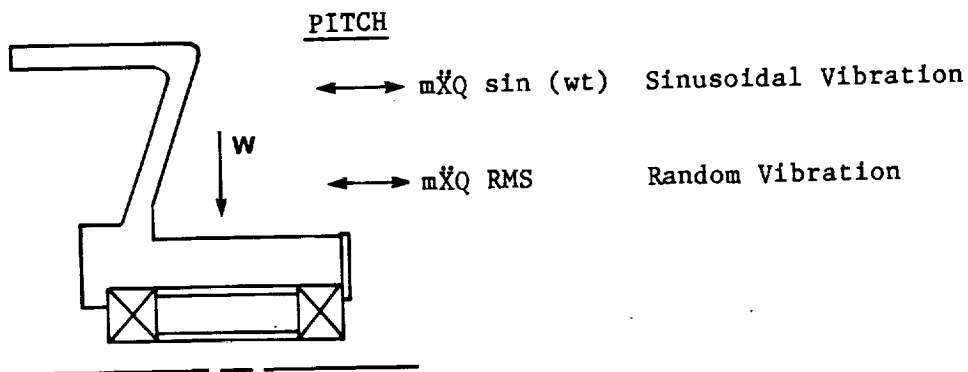 PITCH
mẌQ sin (wt) Sinusoidal Vibration
W
mẌQ RMS Random Vibration